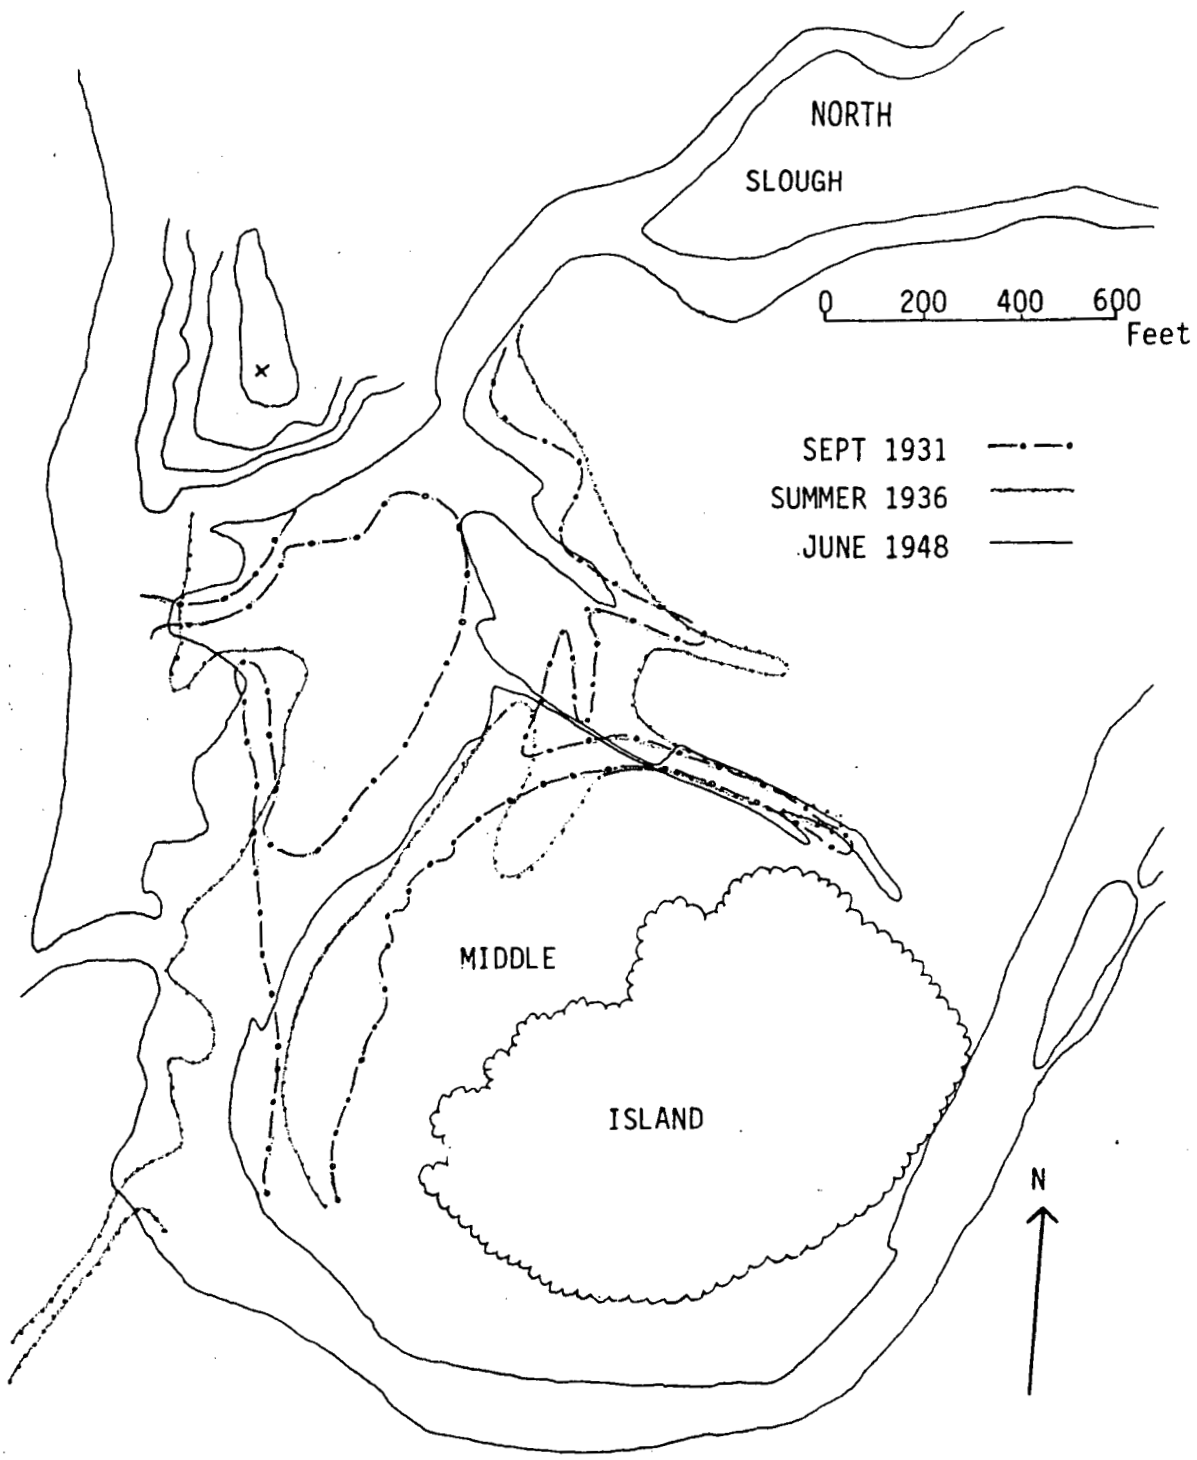 NORTH
SLOUGH
0 200 400 600
Feet
SEPT 1931
SUMMER 1936
JUNE 1948
MIDDLE
ISLAND
N
x